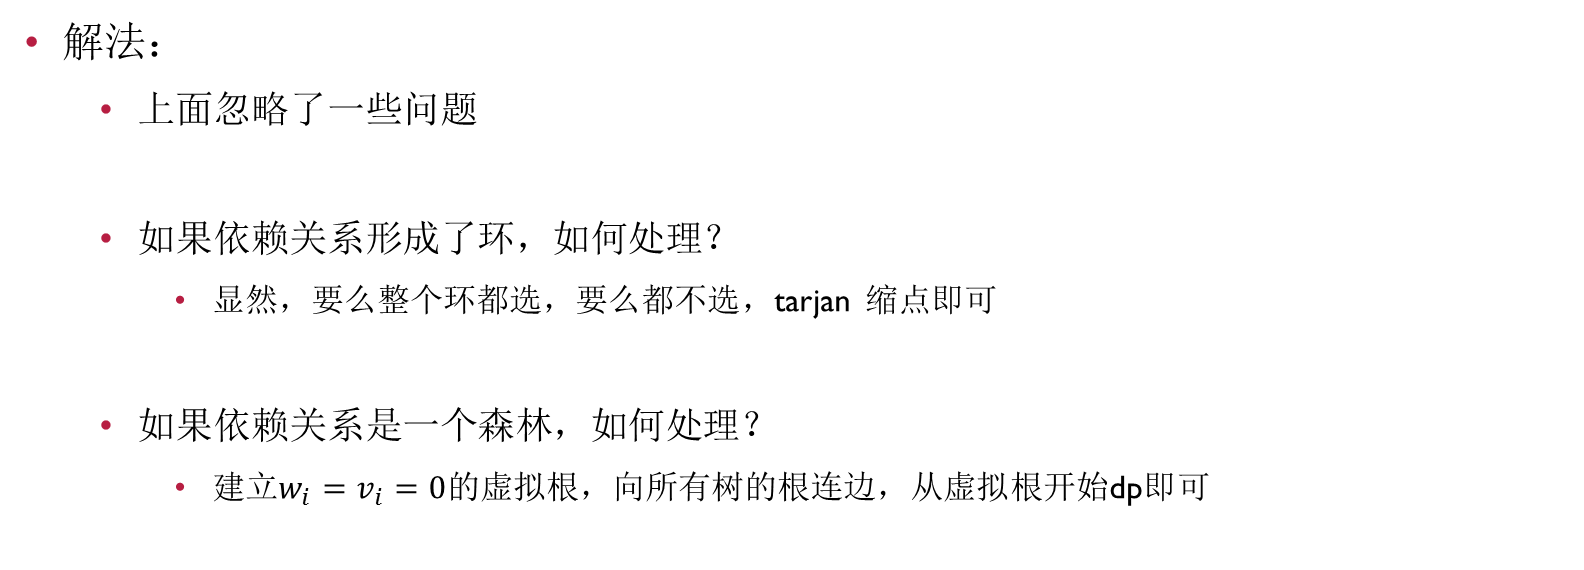 • 解法：
• 上面忽略了一些问题
• 如果依赖关系形成了环，如何处理？
• 显然，要么整个环都选，要么都不选，tarjan 缩点即可
• 如果依赖关系是一个森林，如何处理？
• 建立wᵢ = vᵢ = 0的虚拟根，向所有树的根连边，从虚拟根开始dp即可